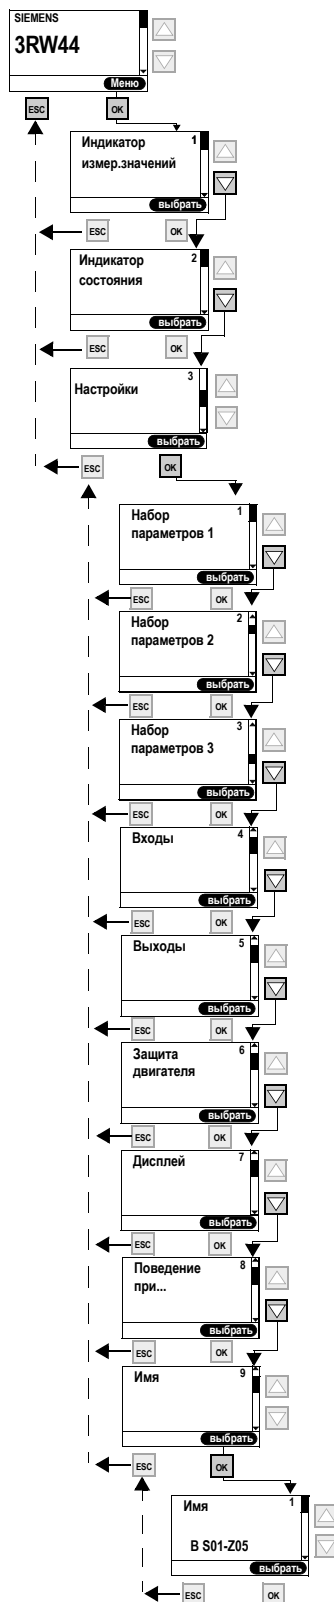 SIEMENS
3RW44
Меню
ESC
OK
Индикатор 1
измер.значений
выбрать
ESC
OK
Индикатор 2
состояния
выбрать
ESC
OK
3
Настройки
выбрать
ESC
OK
Набор 1
параметров 1
выбрать
ESC
OK
Набор 2
параметров 2
выбрать
ESC
OK
Набор 3
параметров 3
выбрать
ESC
OK
Входы 4
выбрать
ESC
OK
Выходы 5
выбрать
ESC
OK
Защита 6
двигателя
выбрать
ESC
OK
Дисплей 7
выбрать
ESC
OK
Поведение 8
при...
выбрать
ESC
OK
Имя 9
выбрать
ESC
OK
Имя 1
B S01-Z05
выбрать
ESC
OK